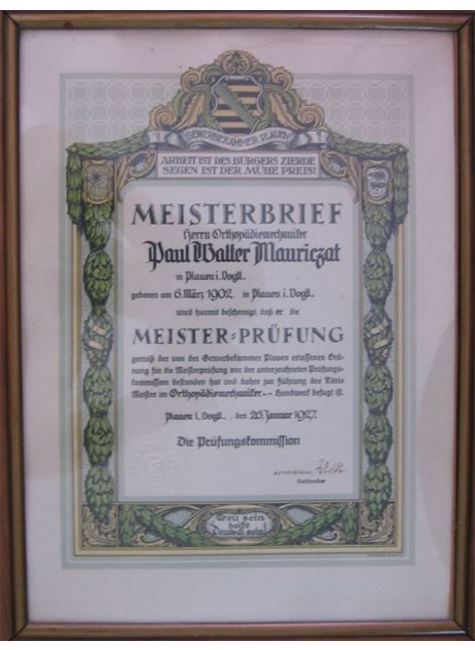 GEWERBEKAMMER PLAUEN
ARBEIT IST DES BÜRGERS ZIERDE
SEGEN IST DER MÜHE PREIS!
MEISTERBRIEF
Herrn Orthopädiemechaniker
Paul Walter Mauriczat
in Plauen i. Vogtl.
geboren am 6. März 1902 in Plauen i. Vogtl.
wird hiermit bescheinigt, daß er die
MEISTER=PRÜFUNG
gemäß der von der Gewerbekammer Plauen erlassenen Ord-
nung für die Meisterprüfung vor der unterzeichneten Prüfungs-
kommission bestanden hat und daher zur Führung des Titels
Meister im Orthopädiemechaniker- Handwerk befugt ist.
Plauen i. Vogtl., den 26. Januar 1927.
Die Prüfungskommission
Vorsitzender
Treu sein
heißt
Deutsch sein!